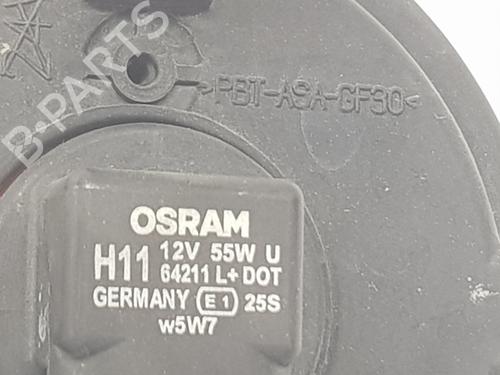 B-PARTS
>PBT-ASA-GF30<
OSRAM
H11 12V 55W U
64211 L+ DOT
GERMANY E1 25S
w5W7